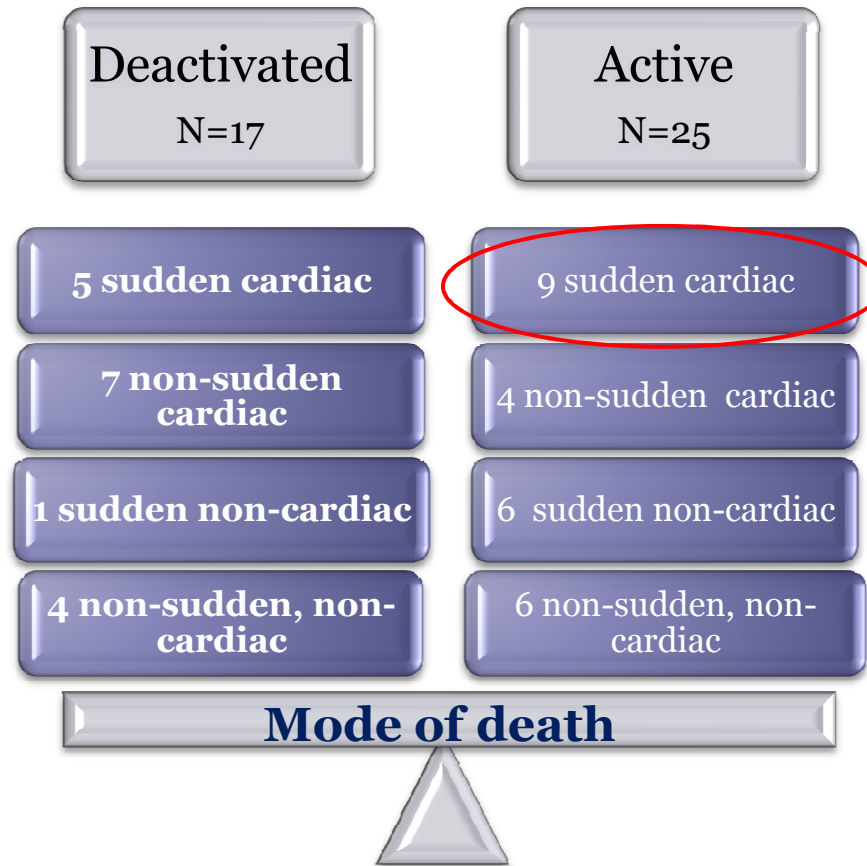 Deactivated
N=17
Active
N=25
5 sudden cardiac
7 non-sudden
cardiac
1 sudden non-cardiac
4 non-sudden, non-
cardiac
9 sudden cardiac
4 non-sudden cardiac
6 sudden non-cardiac
6 non-sudden, non-
cardiac
Mode of death